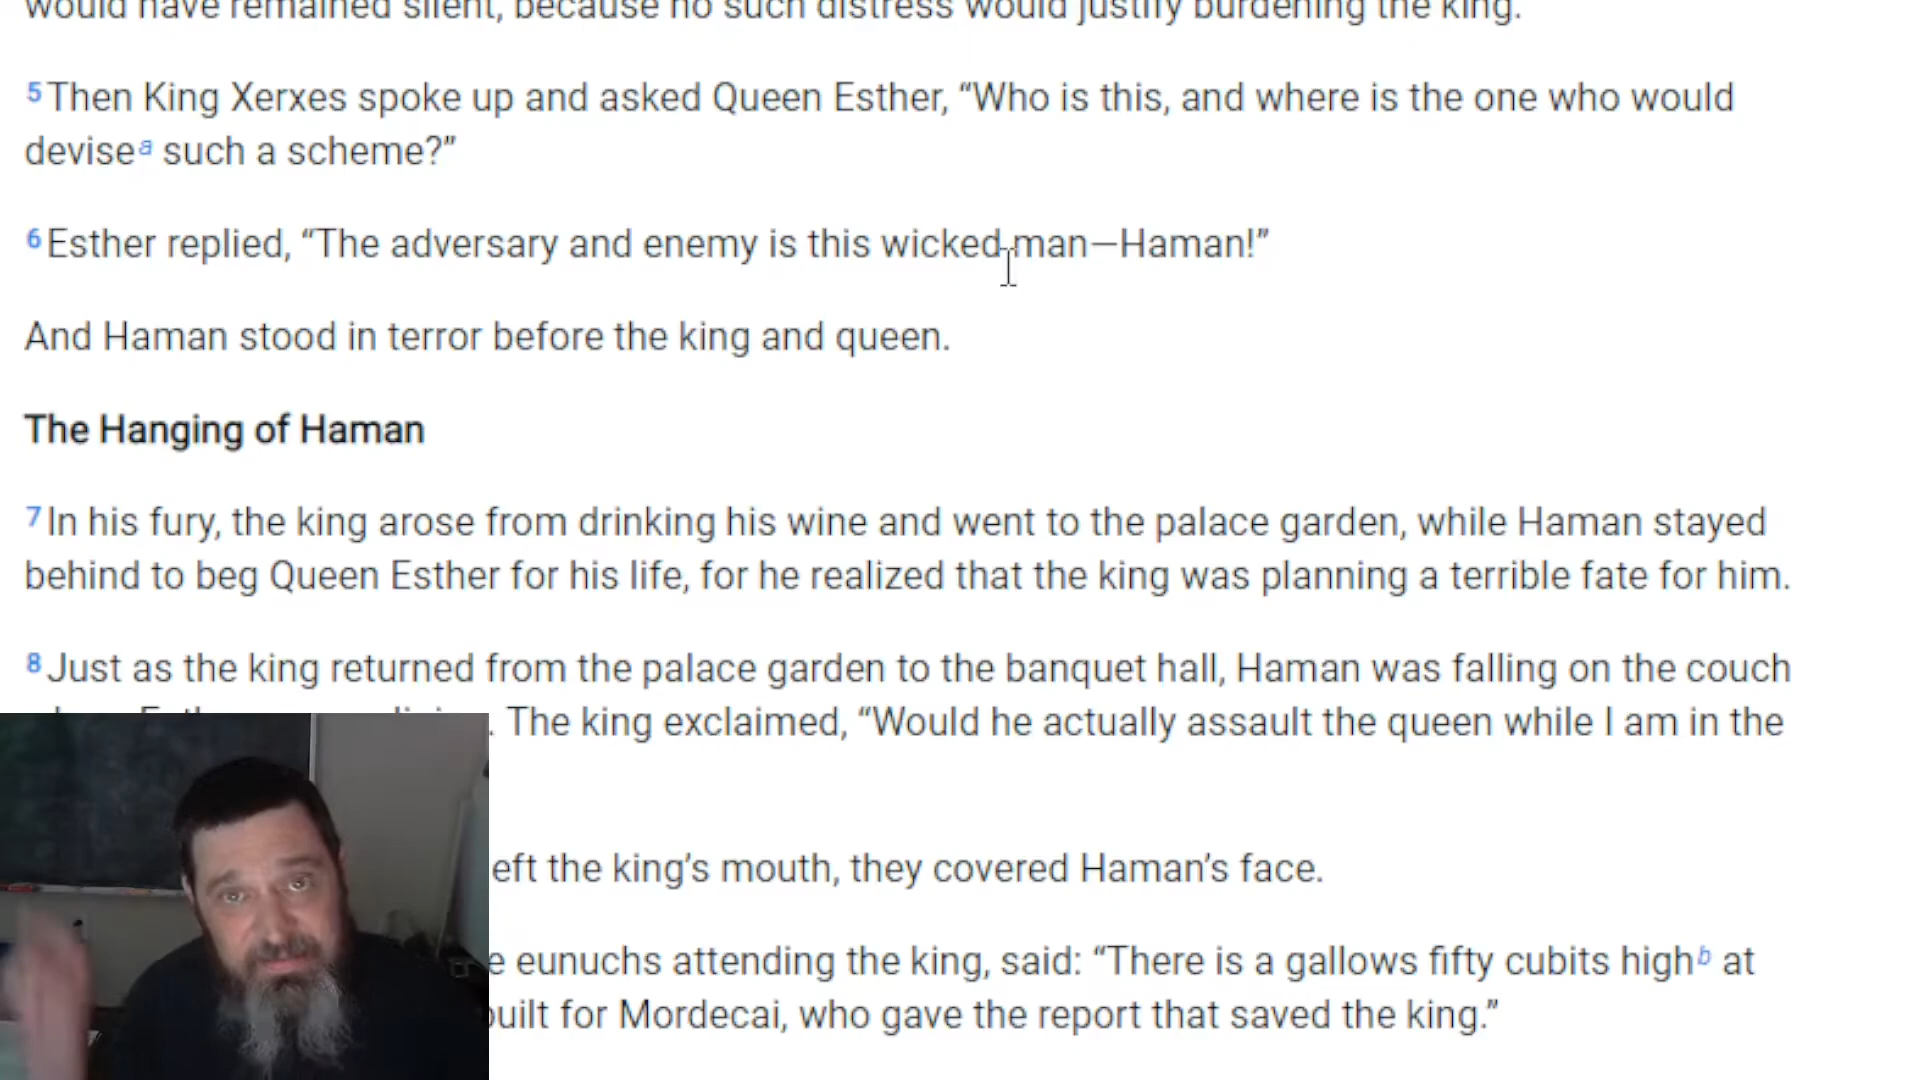 would have remained silent, because no such distress would justify burdening the king.
5 Then King Xerxes spoke up and asked Queen Esther, “Who is this, and where is the one who would
devise a such a scheme?”
6 Esther replied, “The adversary and enemy is this wicked man—Haman!”
And Haman stood in terror before the king and queen.
The Hanging of Haman
7 In his fury, the king arose from drinking his wine and went to the palace garden, while Haman stayed
behind to beg Queen Esther for his life, for he realized that the king was planning a terrible fate for him.
8 Just as the king returned from the palace garden to the banquet hall, Haman was falling on the couch
. The king exclaimed, “Would he actually assault the queen while I am in the
eft the king’s mouth, they covered Haman’s face.
e eunuchs attending the king, said: “There is a gallows fifty cubits high b at
uilt for Mordecai, who gave the report that saved the king.”